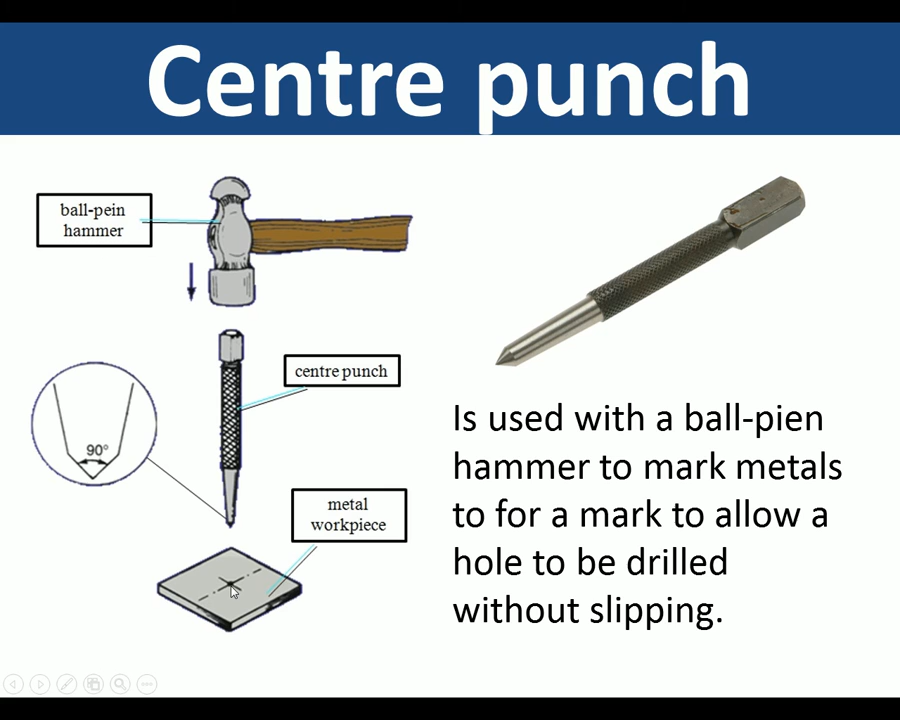 Centre punch
ball-pein
hammer
centre punch
90°
metal
workpiece
Is used with a ball-pien
hammer to mark metals
to for a mark to allow a
hole to be drilled
without slipping.